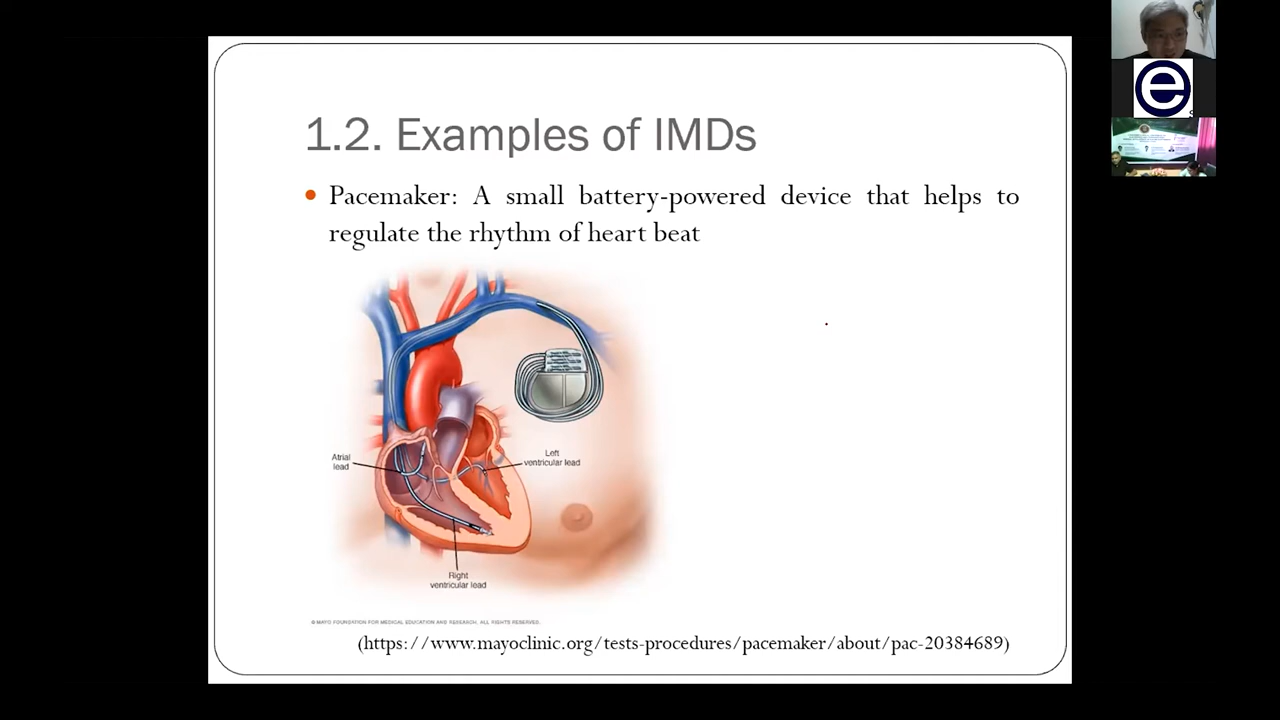 1.2. Examples of IMDs
Pacemaker: A small battery-powered device that helps to
regulate the rhythm of heart beat
Atrial
lead
Left
ventricular lead
Right
ventricular lead
© MAYO FOUNDATION FOR MEDICAL EDUCATION AND RESEARCH, ALL RIGHTS RESERVED.
(https://www.mayoclinic.org/tests-procedures/pacemaker/about/pac-20384689)
e